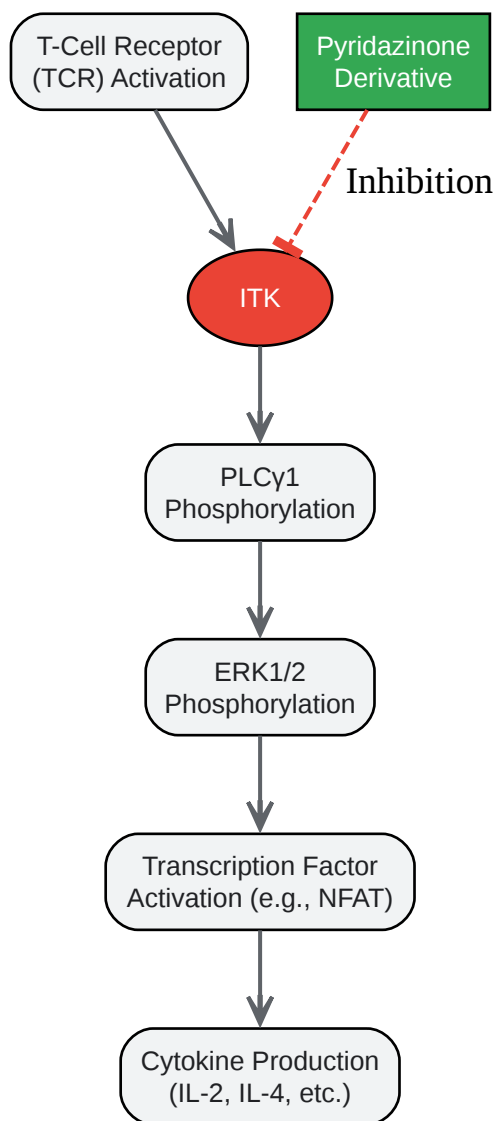 T-Cell Receptor
(TCR) Activation
Pyridazinone
Derivative
Inhibition
ITK
PLCγ1
Phosphorylation
ERK1/2
Phosphorylation
Transcription Factor
Activation (e.g., NFAT)
Cytokine Production
(IL-2, IL-4, etc.)